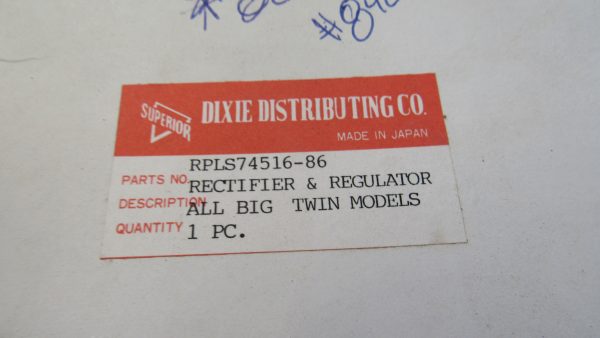 SUPERIOR
DIXIE DISTRIBUTING CO.
MADE IN JAPAN
PARTS NO. RPLS74516-86
DESCRIPTION RECTIFIER & REGULATOR
ALL BIG TWIN MODELS
QUANTITY 1 PC.